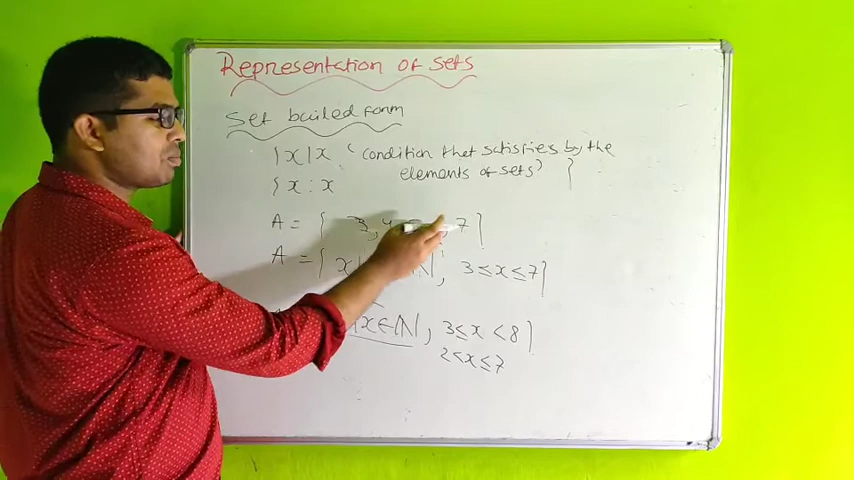 Representation of sets
Set builed form
{x|x "condition that satisfies by the
elements of sets" }
{x : x
A = { 3, 4 , 7 }
A = { x ℕ, 3≤x≤7}
x∈ℕ, 3≤x<8}
2<x≤7